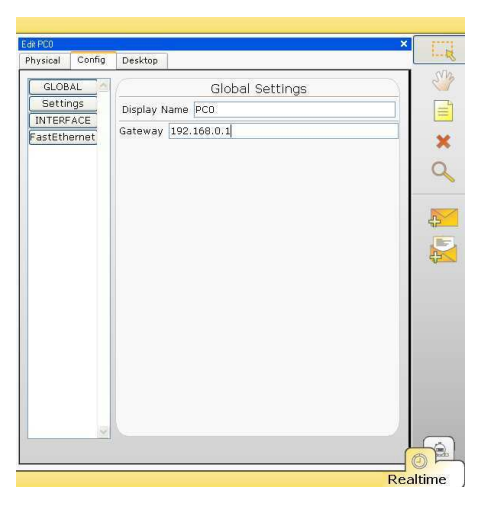 Edit PC0
Physical Config Desktop
GLOBAL
Settings
INTERFACE
FastEthernet
Global Settings
Display Name PC0
Gateway 192.168.0.1
Realtime